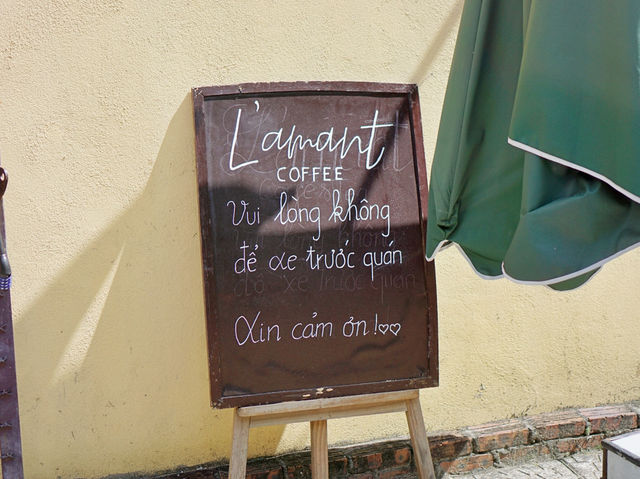 L'amant
COFFEE
Vui lòng không
để xe trước quán
Xin cảm ơn!♡♡